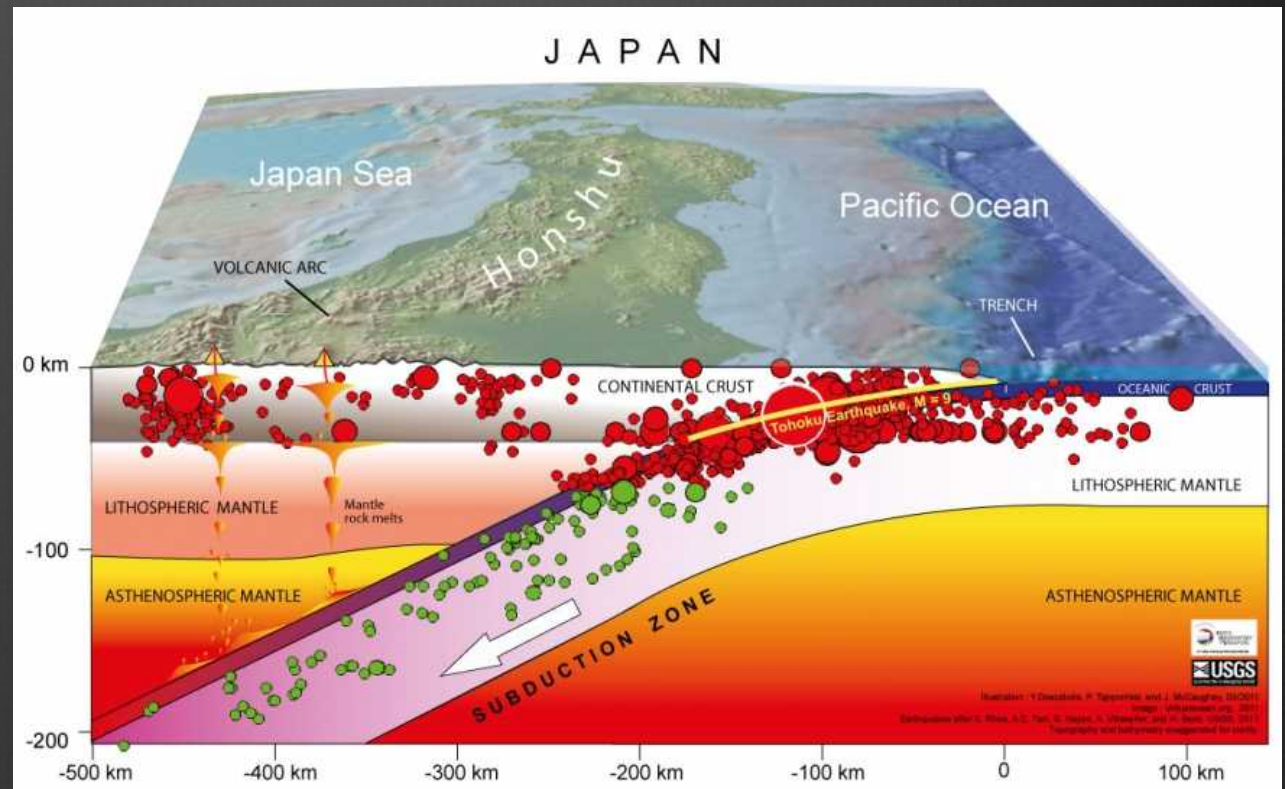 JAPAN
Japan Sea
Honshu
Pacific Ocean
VOLCANIC ARC
TRENCH
0 km
CONTINENTAL CRUST
OCEANIC CRUST
Tohoku Earthquake, M = 9
LITHOSPHERIC MANTLE
Mantle
rock melts
LITHOSPHERIC MANTLE
-100
ASTHENOSPHERIC MANTLE
ASTHENOSPHERIC MANTLE
SUBDUCTION ZONE
USGS
-200
-500 km
-400 km
-300 km
-200 km
-100 km
0
100 km